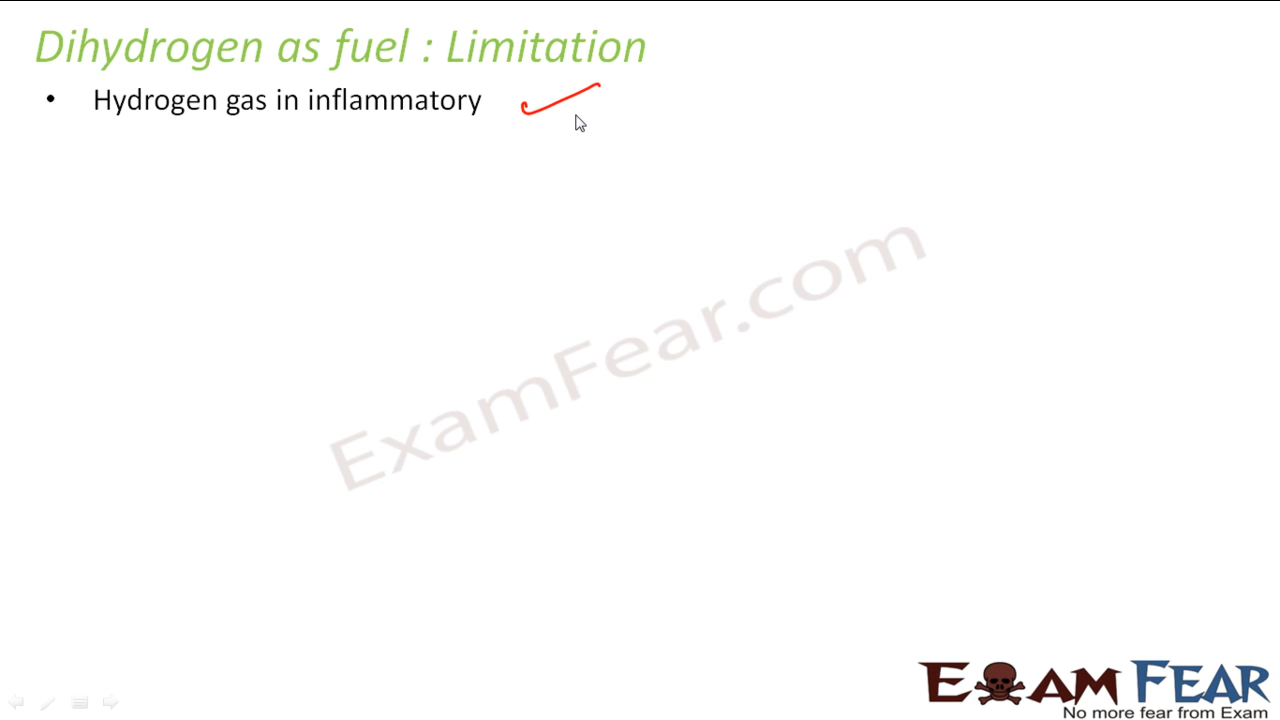 Dihydrogen as fuel : Limitation
• Hydrogen gas in inflammatory
ExamFear.com
EXAM FEAR
No more fear from Exam